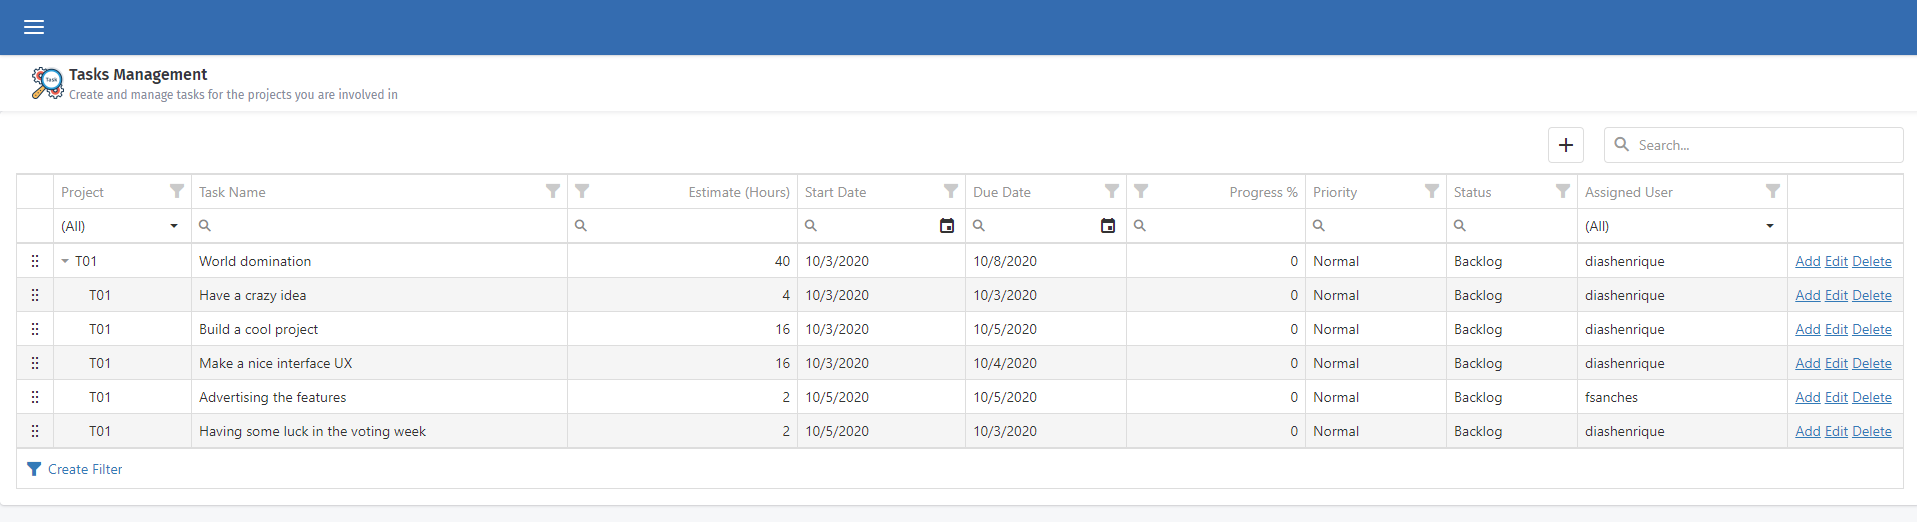 Task
Tasks Management
Create and manage tasks for the projects you are involved in
Search...
Project Task Name Estimate (Hours) Start Date Due Date Progress % Priority Status Assigned User
(All) (All)
T01 World domination 40 10/3/2020 10/8/2020 0 Normal Backlog diashenrique Add Edit Delete
T01 Have a crazy idea 4 10/3/2020 10/3/2020 0 Normal Backlog diashenrique Add Edit Delete
T01 Build a cool project 16 10/3/2020 10/5/2020 0 Normal Backlog diashenrique Add Edit Delete
T01 Make a nice interface UX 16 10/3/2020 10/4/2020 0 Normal Backlog diashenrique Add Edit Delete
T01 Advertising the features 2 10/5/2020 10/5/2020 0 Normal Backlog fsanches Add Edit Delete
T01 Having some luck in the voting week 2 10/5/2020 10/3/2020 0 Normal Backlog diashenrique Add Edit Delete
Create Filter